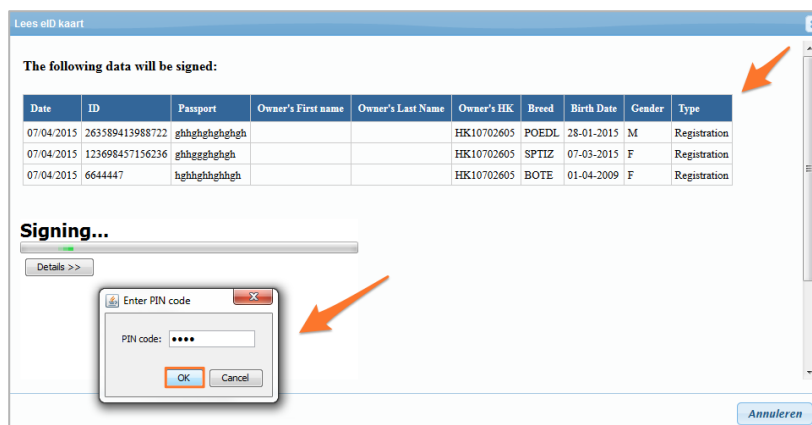 Lees eID kaart
The following data will be signed:
Date ID Passport Owner's First name Owner's Last Name Owner's HK Breed Birth Date Gender Type
07/04/2015 263589413988722 ghhghghghghgh HK10702605 POEDL 28-01-2015 M Registration
07/04/2015 123698457156236 ghhggghghgh HK10702605 SPTIZ 07-03-2015 F Registration
07/04/2015 6644447 hghhghhghhgh HK10702605 BOTE 01-04-2009 F Registration
Signing...
Details >>
Enter PIN code
PIN code: ••••
OK Cancel
Annuleren